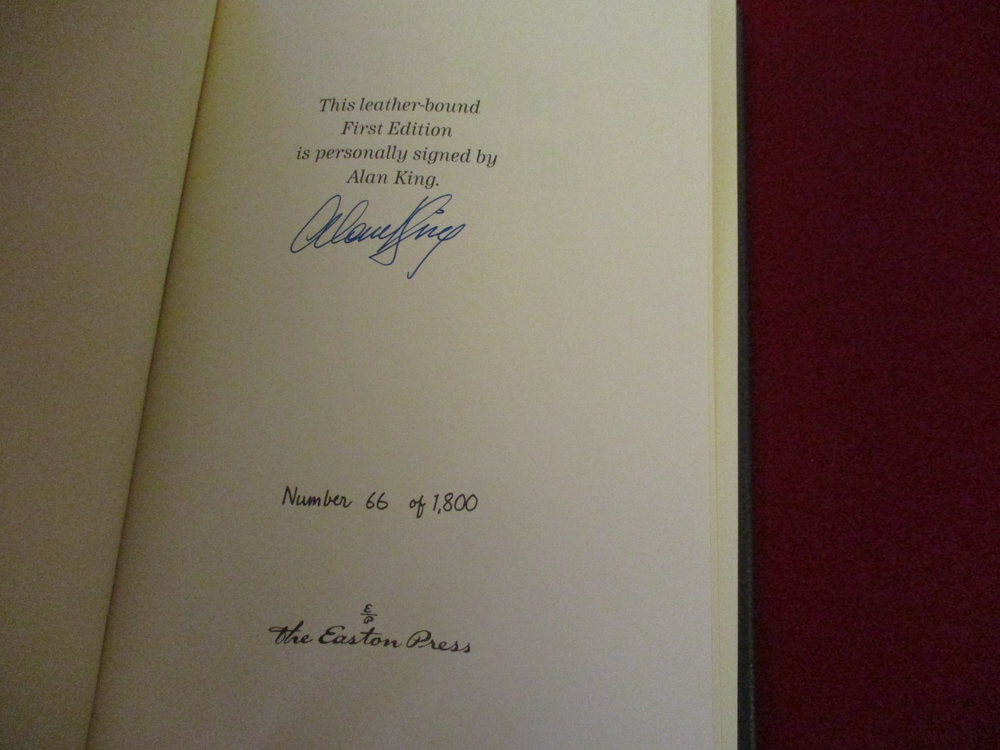 This leather-bound
First Edition
is personally signed by
Alan King.
Alan King
Number 66 of 1,800
E/P
the Easton Press